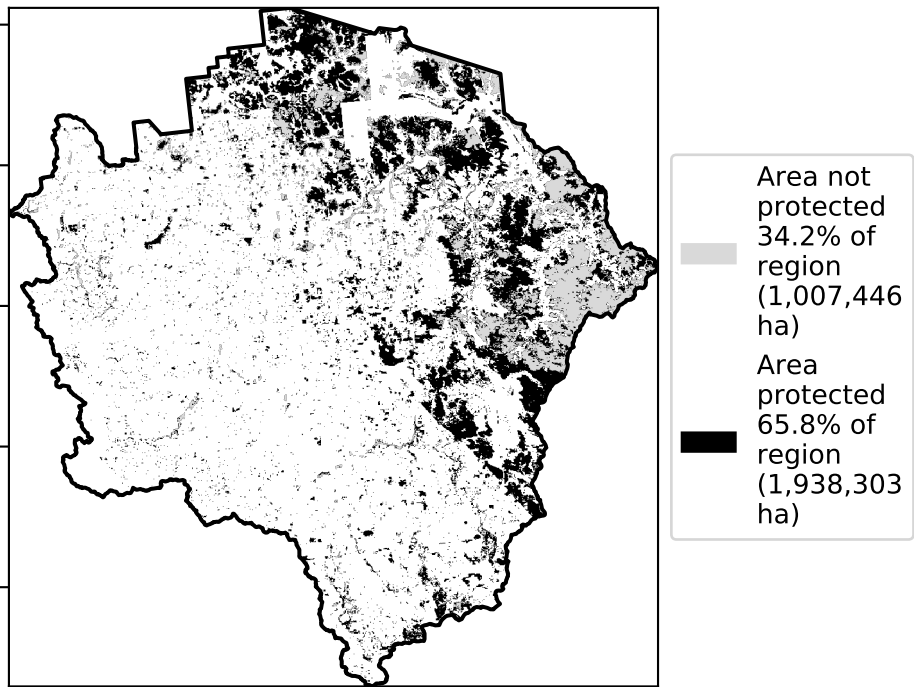 Area not
protected
34.2% of
region
(1,007,446
ha)
Area
protected
65.8% of
region
(1,938,303
ha)